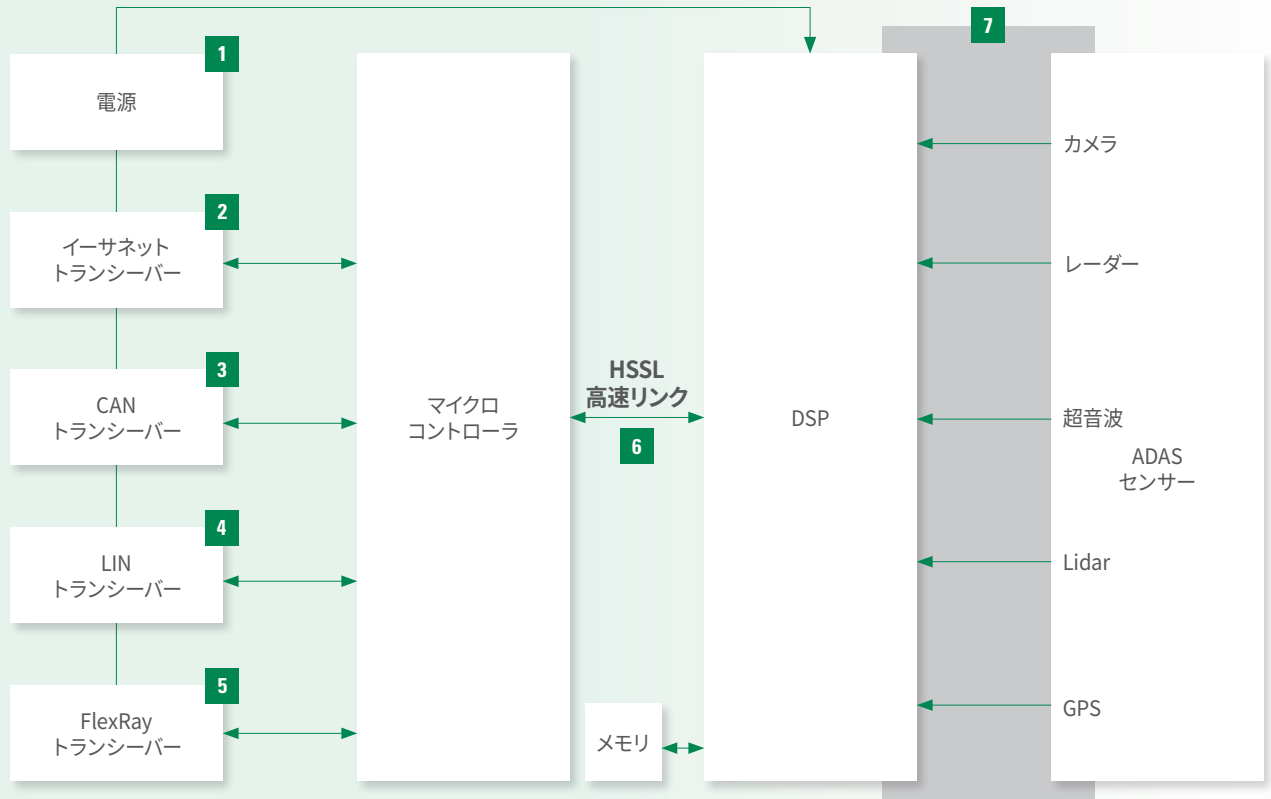 1
電源
2
イーサネット
トランシーバー
3
CAN
トランシーバー
4
LIN
トランシーバー
5
FlexRay
トランシーバー
マイクロ
コントローラ
HSSL
高速リンク
6
メモリ
DSP
7
カメラ
レーダー
超音波
ADAS
センサー
Lidar
GPS